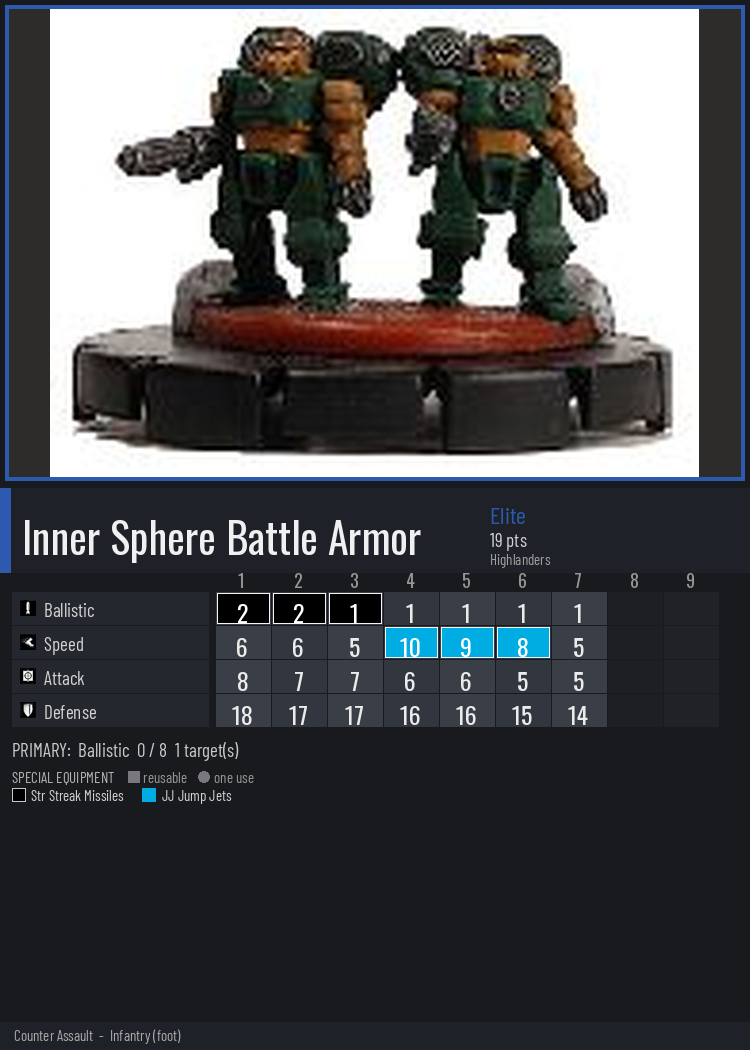 Inner Sphere Battle Armor
Elite
19 pts
Highlanders
1 2 3 4 5 6 7 8 9
Ballistic 2 2 1 1 1 1 1
Speed 6 6 5 10 9 8 5
Attack 8 7 7 6 6 5 5
Defense 18 17 17 16 16 15 14
PRIMARY: Ballistic 0 / 8 1 target(s)
SPECIAL EQUIPMENT reusable one use
Str Streak Missiles JJ Jump Jets
Counter Assault - Infantry (foot)